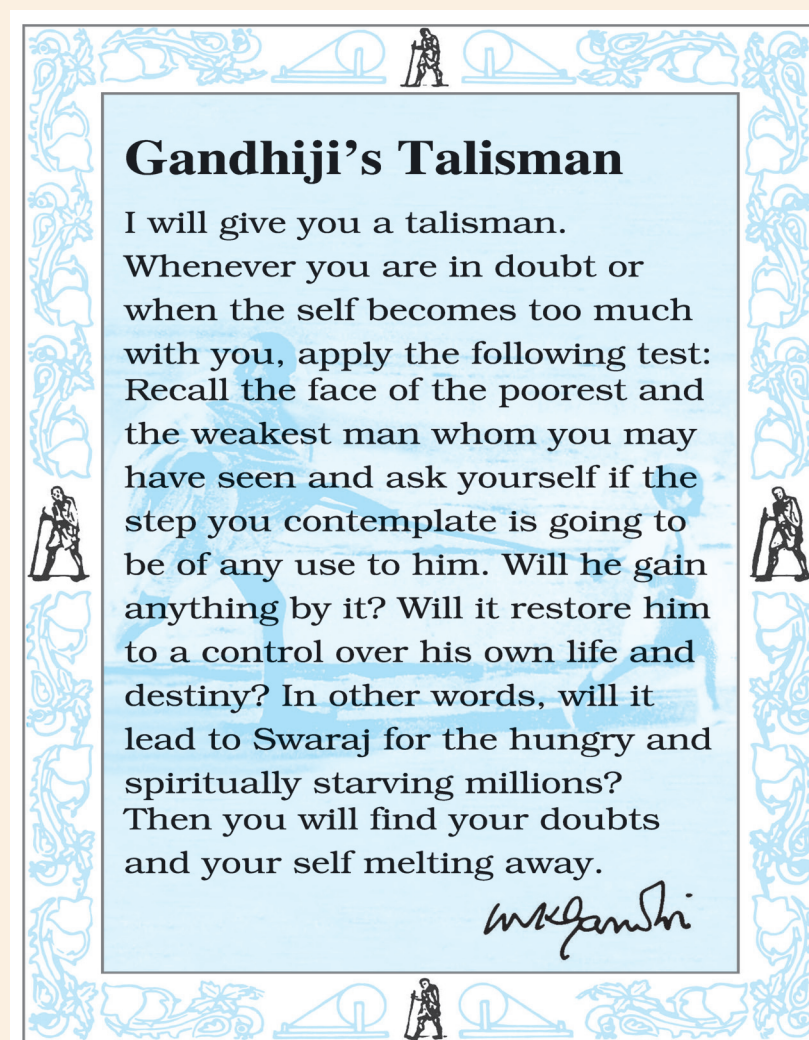 Gandhiji's Talisman
I will give you a talisman.
Whenever you are in doubt or
when the self becomes too much
with you, apply the following test:
Recall the face of the poorest and
the weakest man whom you may
have seen and ask yourself if the
step you contemplate is going to
be of any use to him. Will he gain
anything by it? Will it restore him
to a control over his own life and
destiny? In other words, will it
lead to Swaraj for the hungry and
spiritually starving millions?
Then you will find your doubts
and your self melting away.
mkgandhi